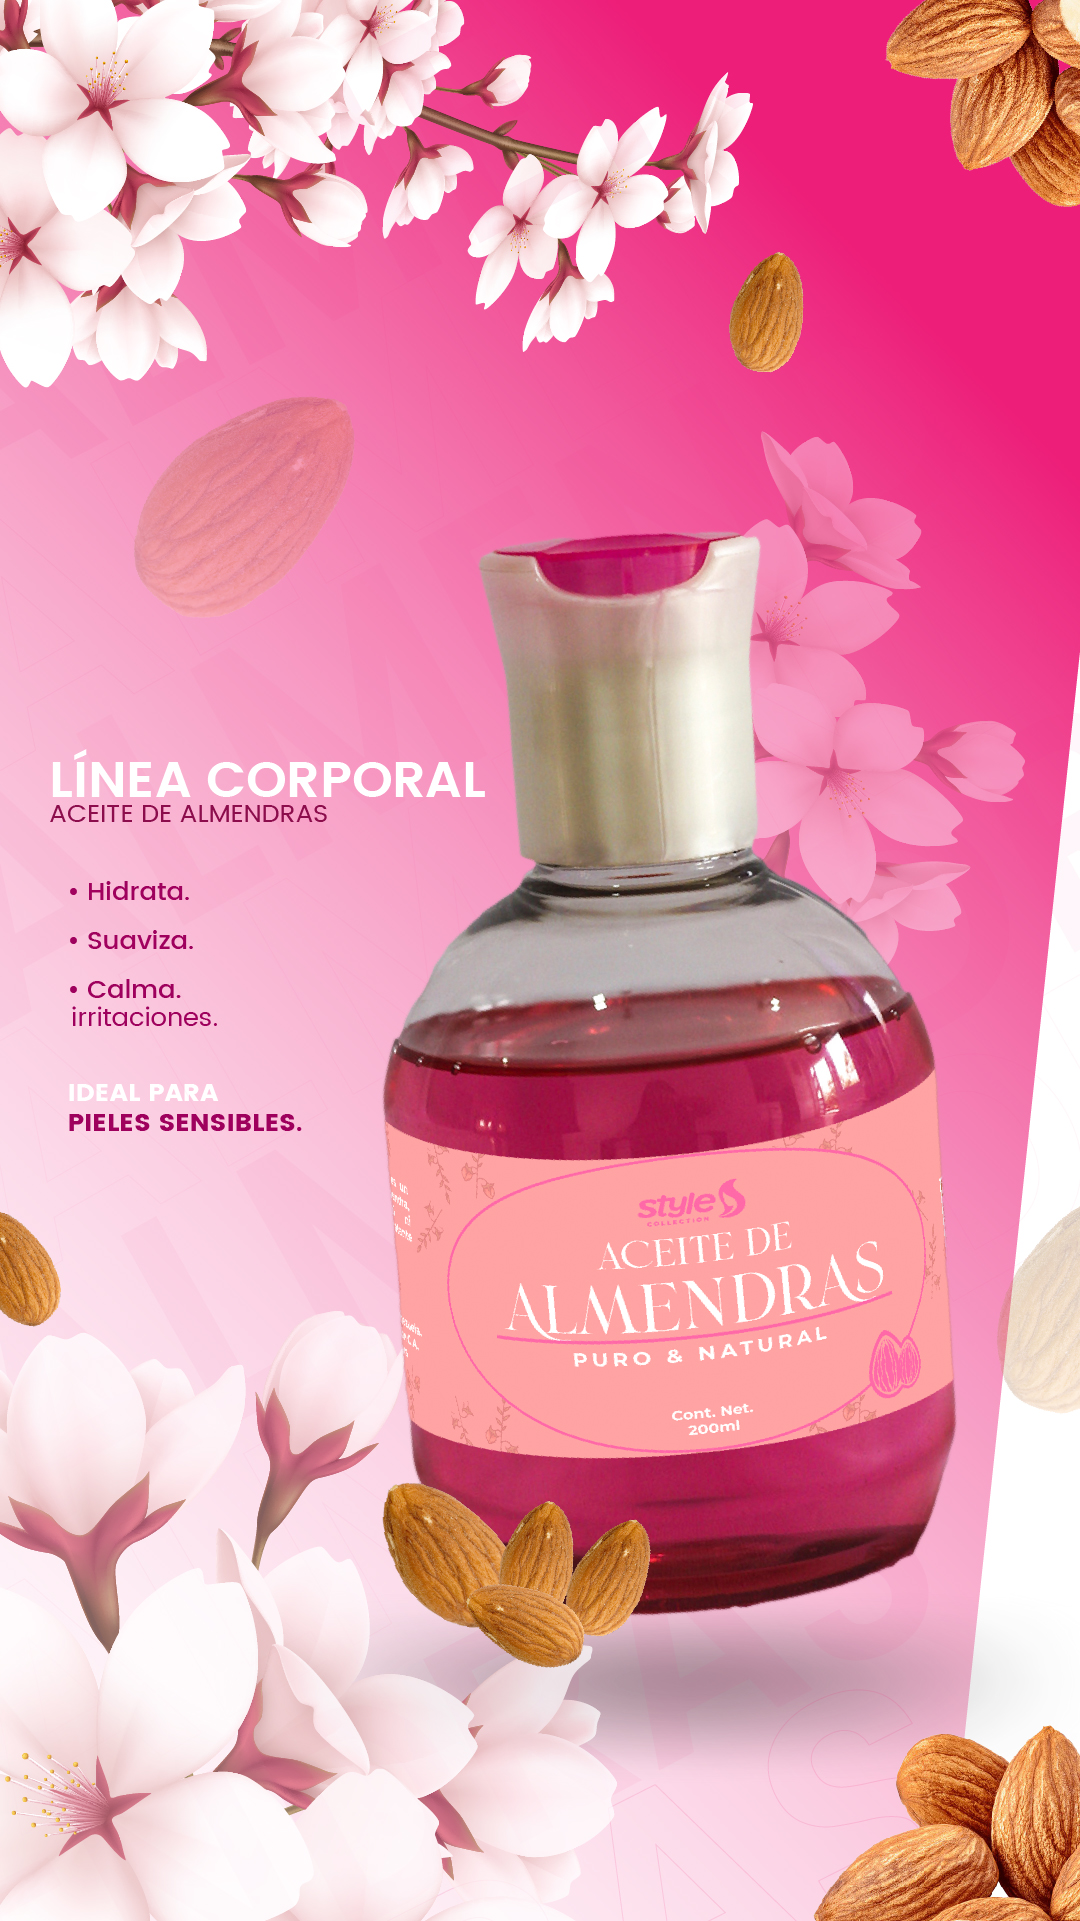 LÍNEA CORPORAL
ACEITE DE ALMENDRAS
• Hidrata.
• Suaviza.
• Calma.
irritaciones.
IDEAL PARA
PIELES SENSIBLES.
style
COLLECTION
ACEITE DE
ALMENDRAS
PURO & NATURAL
Cont. Net.
200ml